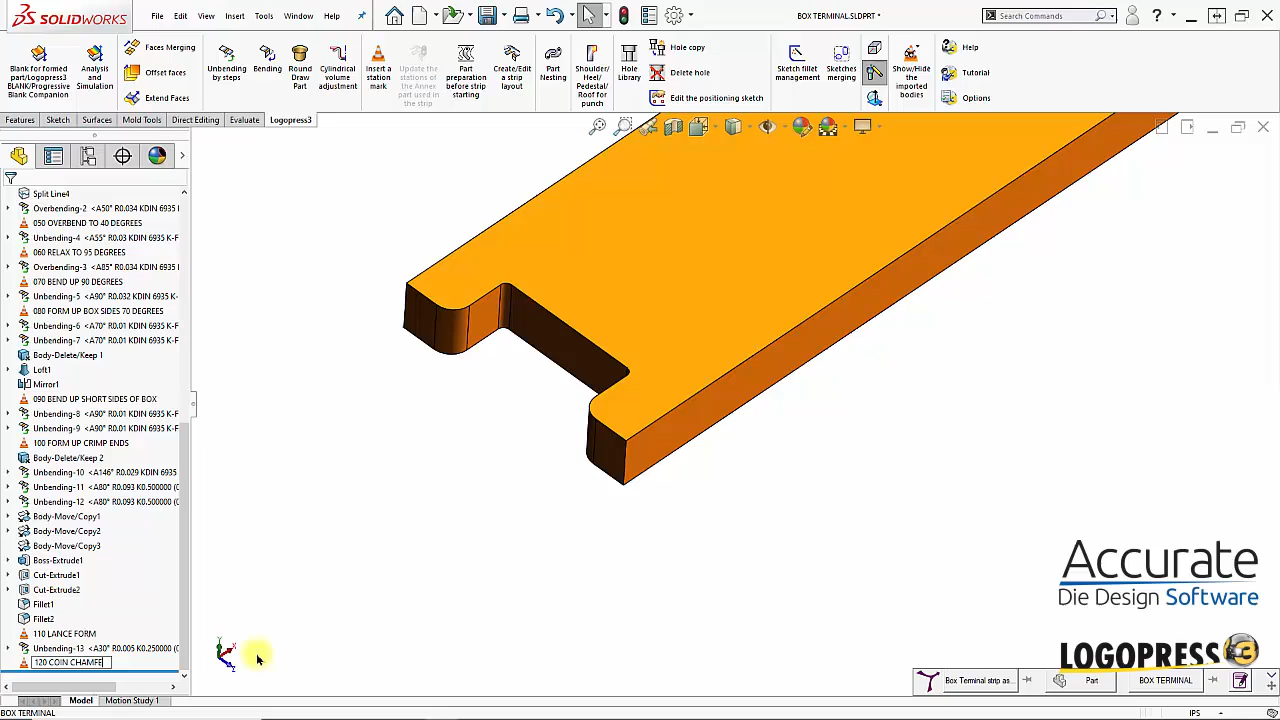 SOLIDWORKS
File Edit View Insert Tools Window Help
BOX TERMINAL.SLDPRT *
Search Commands
Blank for formed part/Logopress3 BLANK/Progressive Blank Companion
Analysis and Simulation
Faces Merging
Offset faces
Extend Faces
Unbending by steps
Bending
Round Draw Part
Cylindrical volume adjustment
Insert a station mark
Update the stations of the Annex part used in the strip
Part preparation before strip starting
Create/Edit a strip layout
Part Nesting
Shoulder/ Heel/ Pedestal/ Roof for punch
Hole Library
Hole copy
Delete hole
Edit the positioning sketch
Sketch fillet management
Sketches merging
Show/Hide the imported bodies
Help
Tutorial
Options
Features Sketch Surfaces Mold Tools Direct Editing Evaluate Logopress3
Split Line4
Overbending-2 <A50° R0.034 KDIN 6935
050 OVERBEND TO 40 DEGREES
Unbending-4 <A55° R0.03 KDIN 6935 K-F
060 RELAX TO 95 DEGREES
Overbending-3 <A85° R0.034 KDIN 6935
070 BEND UP 90 DEGREES
Unbending-5 <A90° R0.032 KDIN 6935 K-
080 FORM UP BOX SIDES 70 DEGREES
Unbending-6 <A70° R0.01 KDIN 6935 K-F
Unbending-7 <A70° R0.01 KDIN 6935 K-F
Body-Delete/Keep 1
Loft1
Mirror1
090 BEND UP SHORT SIDES OF BOX
Unbending-8 <A90° R0.01 KDIN 6935 K-F
Unbending-9 <A90° R0.01 KDIN 6935 K-F
100 FORM UP CRIMP ENDS
Body-Delete/Keep 2
Unbending-10 <A146° R0.029 KDIN 6935
Unbending-11 <A80° R0.093 K0.500000 (0
Unbending-12 <A80° R0.093 K0.500000 (0
Body-Move/Copy1
Body-Move/Copy2
Body-Move/Copy3
Boss-Extrude1
Cut-Extrude1
Cut-Extrude2
Fillet1
Fillet2
110 LANCE FORM
Unbending-13 <A30° R0.005 K0.250000 (0
120 COIN CHAMFE
Y
X
Z
Accurate
Die Design Software
LOGOPRESS3
Box Terminal strip as... Part BOX TERMINAL
Model Motion Study 1
BOX TERMINAL
IPS